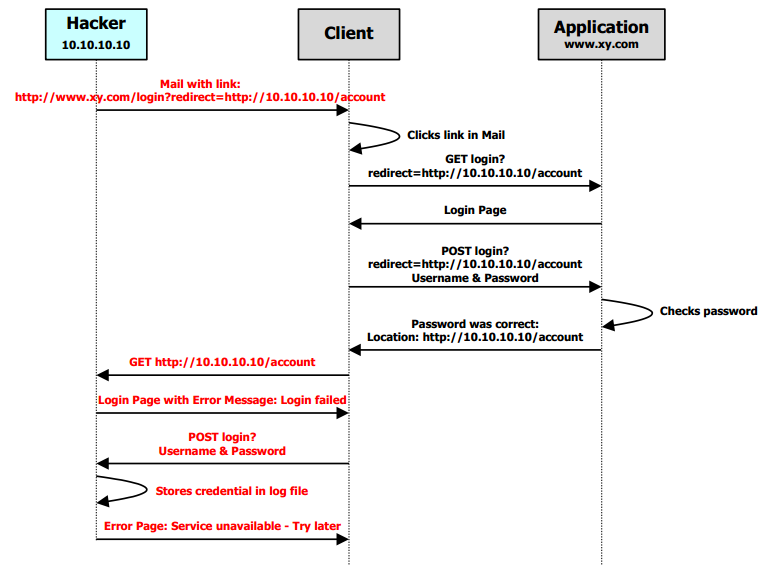 Hacker
10.10.10.10
Client
Application
www.xy.com
Mail with link:
http://www.xy.com/login?redirect=http://10.10.10.10/account
Clicks link in Mail
GET login?
redirect=http://10.10.10.10/account
Login Page
POST login?
redirect=http://10.10.10.10/account
Username & Password
Checks password
Password was correct:
Location: http://10.10.10.10/account
GET http://10.10.10.10/account
Login Page with Error Message: Login failed
POST login?
Username & Password
Stores credential in log file
Error Page: Service unavailable - Try later